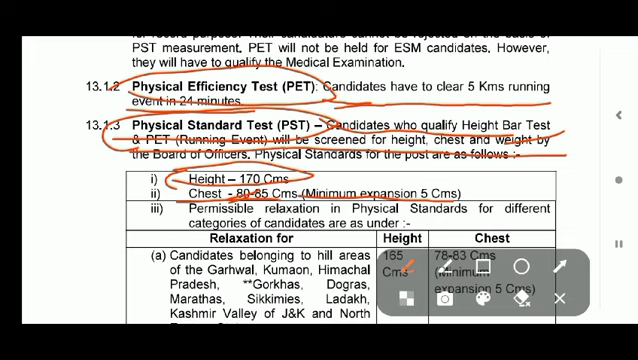 for record purpose. Their candidature cannot be rejected on the basis of
PST measurement. PET will not be held for ESM candidates. However,
they will have to qualify the Medical Examination.
13.1.2 Physical Efficiency Test (PET): Candidates have to clear 5 Kms running
event in 24 minutes
13.1.3 Physical Standard Test (PST) – Candidates who qualify Height Bar Test
& PET (Running Event) will be screened for height, chest and weight by
the Board of Officers. Physical Standards for the post are as follows :-
i) Height – 170 Cms
ii) Chest - 80-85 Cms (Minimum expansion 5 Cms)
iii) Permissible relaxation in Physical Standards for different
categories of candidates are as under :-
Relaxation for Height Chest
(a) Candidates belonging to hill areas 165 78-83 Cms
of the Garhwal, Kumaon, Himachal Cms (Minimum
Pradesh, **Gorkhas, Dogras, expansion 5 Cms)
Marathas, Sikkimies, Ladakh,
Kashmir Valley of J&K and North